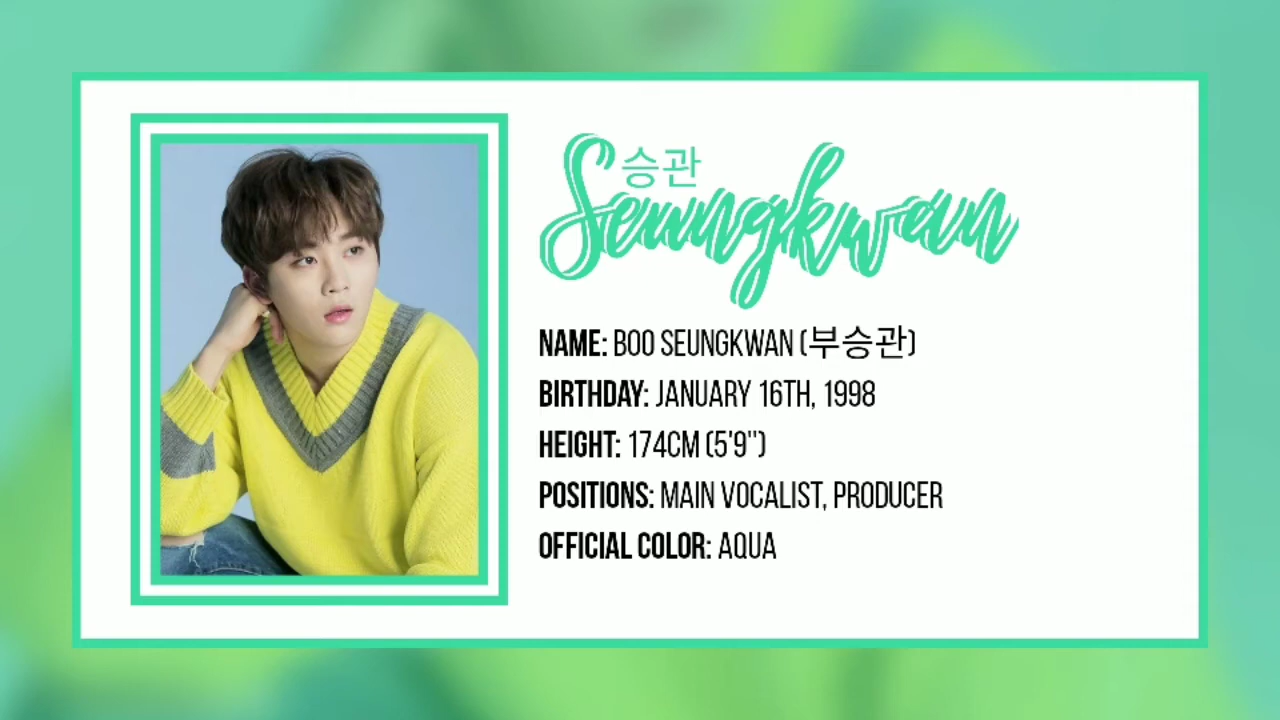 승관
Seungkwan
NAME: BOO SEUNGKWAN (부승관)
BIRTHDAY: JANUARY 16TH, 1998
HEIGHT: 174CM (5'9")
POSITIONS: MAIN VOCALIST, PRODUCER
OFFICIAL COLOR: AQUA